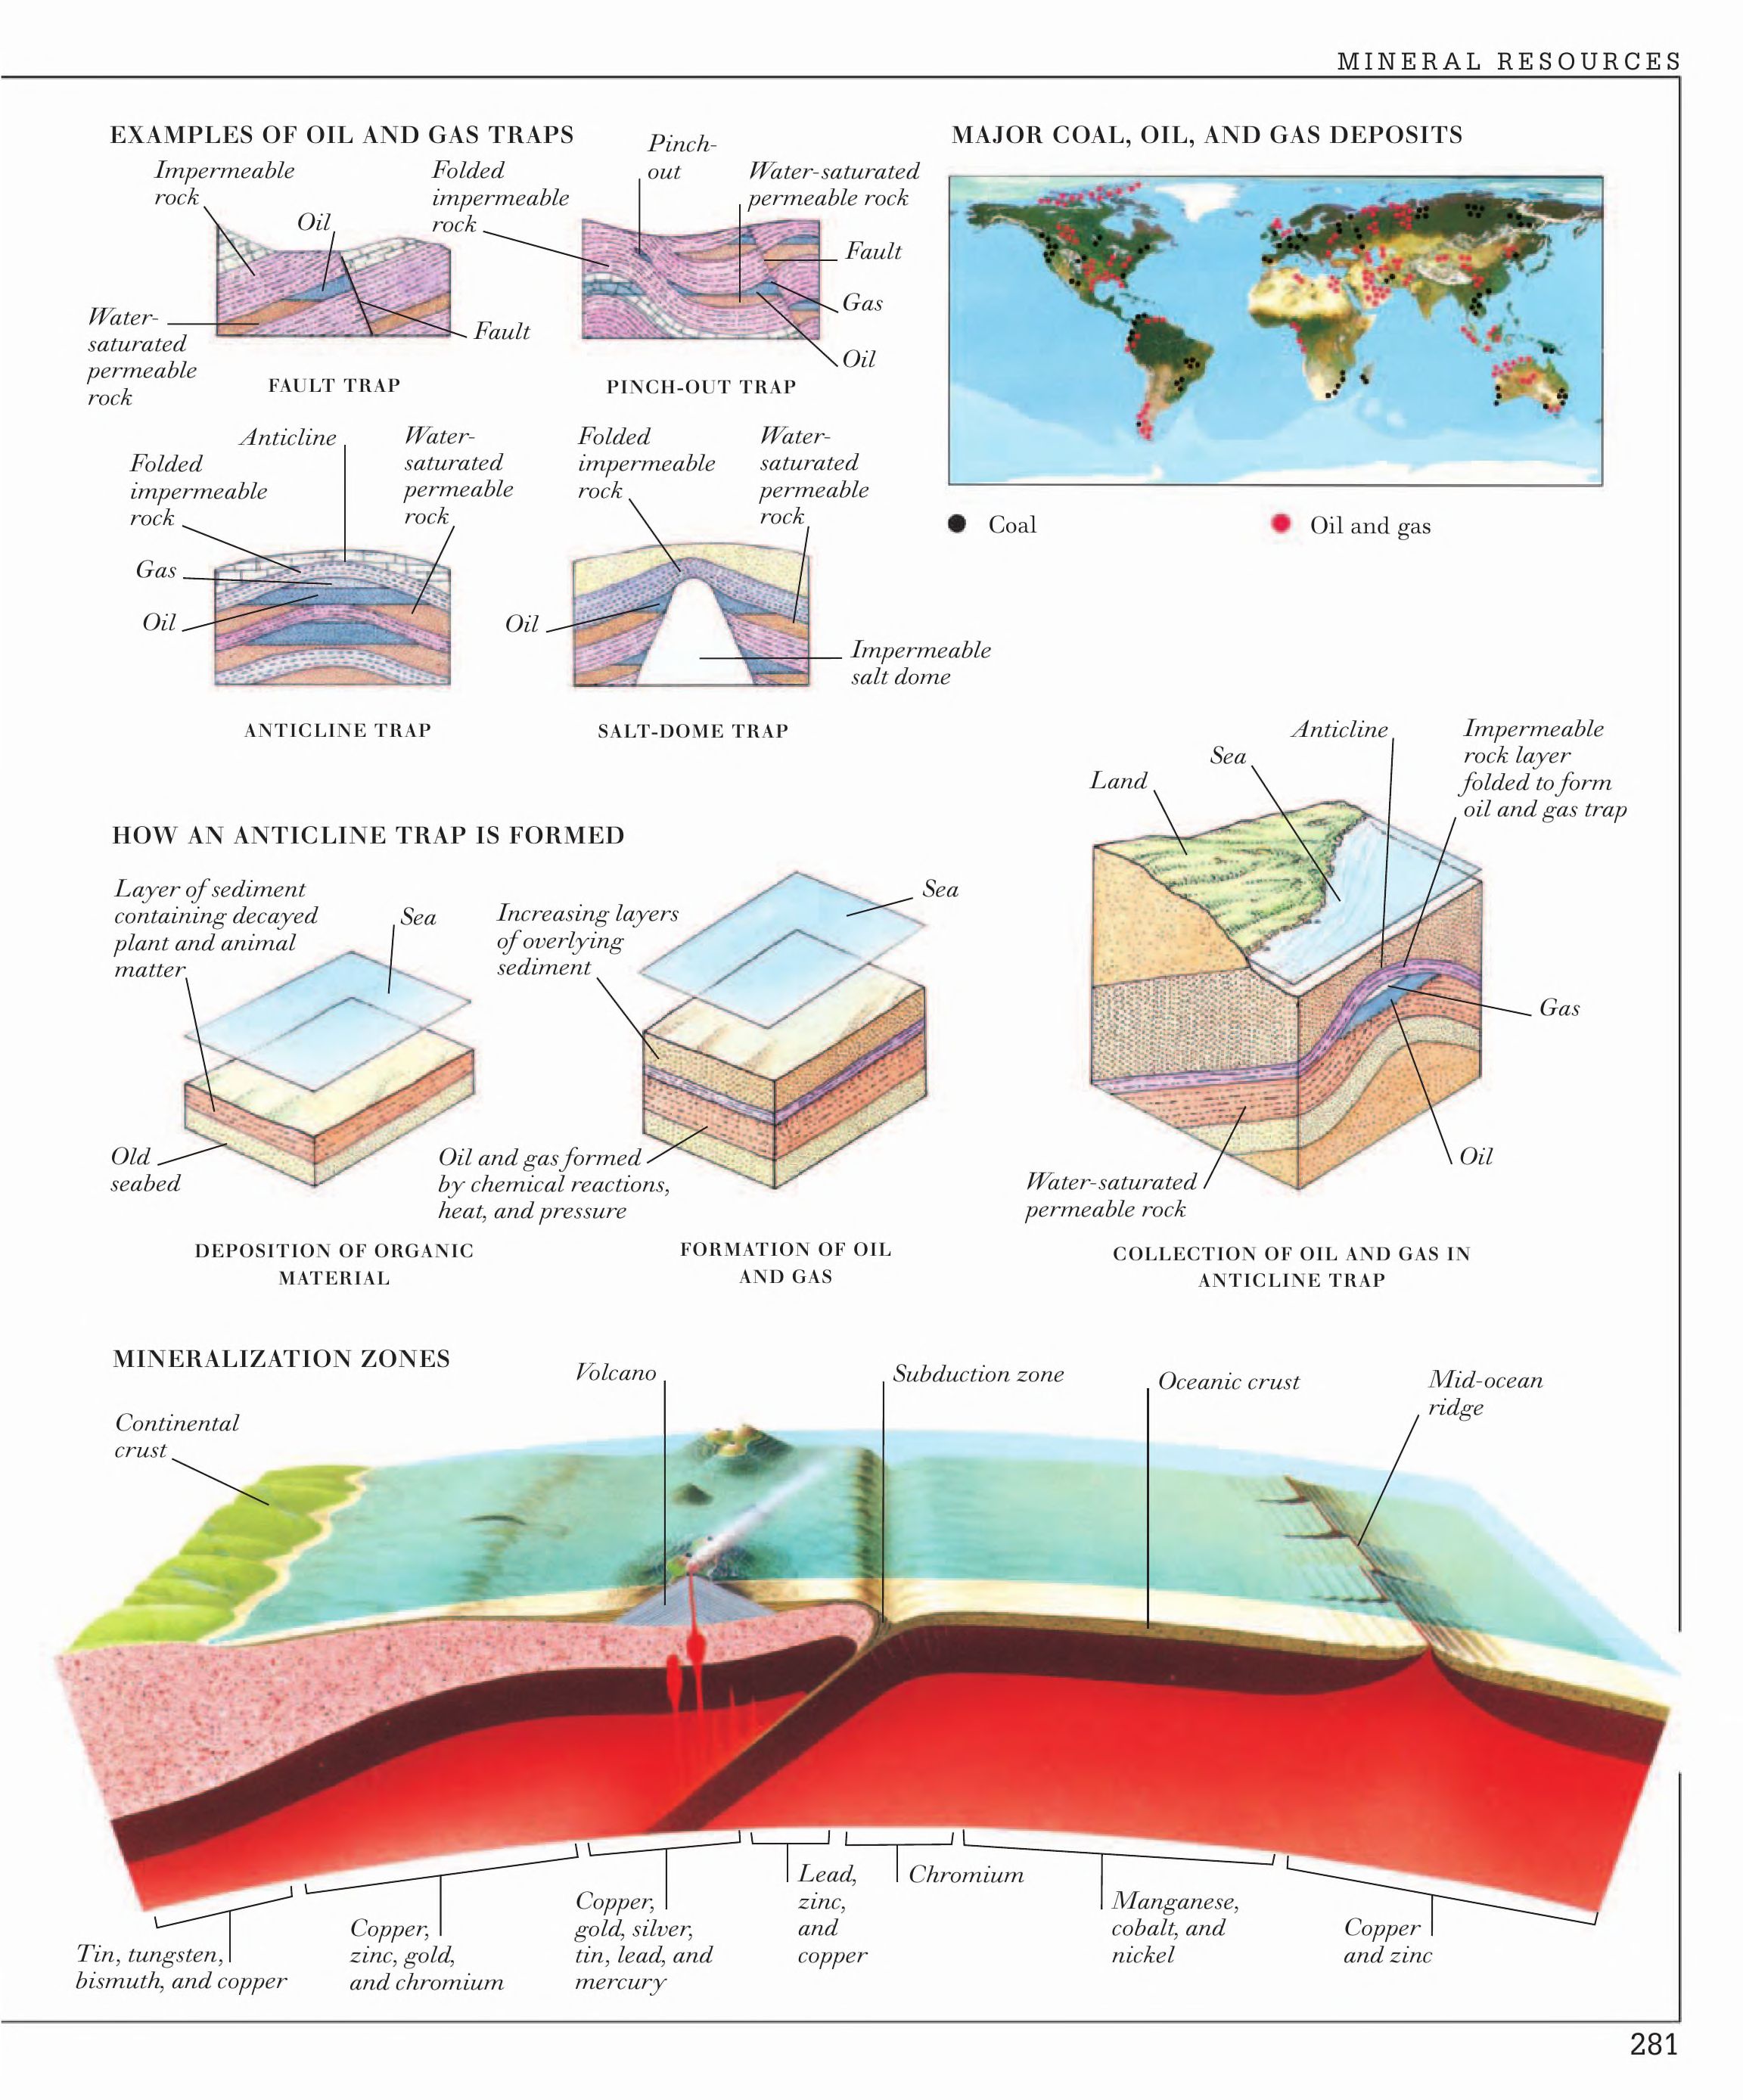 MINERAL RESOURCES
EXAMPLES OF OIL AND GAS TRAPS
Impermeable
rock
Oil
Water-
saturated
permeable
rock
Fault
FAULT TRAP
Folded
impermeable
rock
Pinch-
out
Water-saturated
permeable rock
Fault
Gas
Oil
PINCH-OUT TRAP
Anticline
Folded
impermeable
rock
Water-
saturated
permeable
rock
Gas
Oil
ANTICLINE TRAP
Folded
impermeable
rock
Water-
saturated
permeable
rock
Oil
Impermeable
salt dome
SALT-DOME TRAP
MAJOR COAL, OIL, AND GAS DEPOSITS
Coal
Oil and gas
HOW AN ANTICLINE TRAP IS FORMED
Layer of sediment
containing decayed
plant and animal
matter
Sea
Old
seabed
DEPOSITION OF ORGANIC
MATERIAL
Increasing layers
of overlying
sediment
Sea
Oil and gas formed
by chemical reactions,
heat, and pressure
FORMATION OF OIL
AND GAS
Land
Sea
Anticline
Impermeable
rock layer
folded to form
oil and gas trap
Gas
Oil
Water-saturated
permeable rock
COLLECTION OF OIL AND GAS IN
ANTICLINE TRAP
MINERALIZATION ZONES
Continental
crust
Volcano
Subduction zone
Oceanic crust
Mid-ocean
ridge
Tin, tungsten,
bismuth, and copper
Copper,
zinc, gold,
and chromium
Copper,
gold, silver,
tin, lead, and
mercury
Lead,
zinc,
and
copper
Chromium
Manganese,
cobalt, and
nickel
Copper
and zinc
281